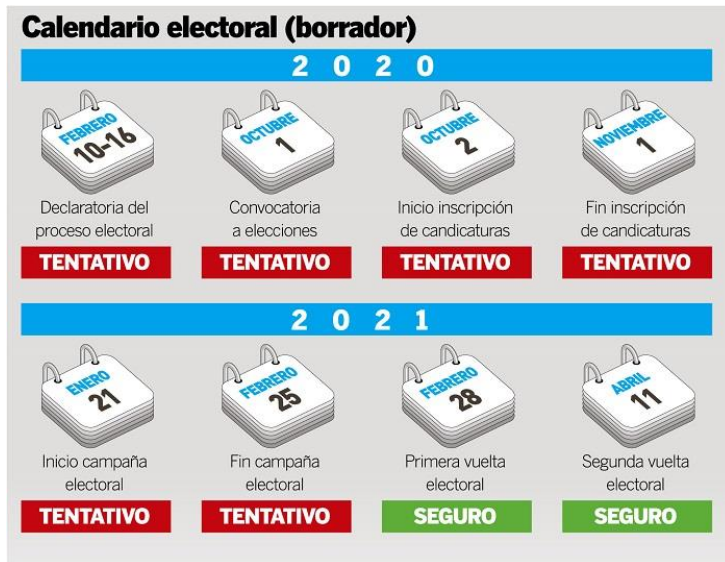 Calendario electoral (borrador)
2 0 2 0
FEBRERO
10-16
Declaratoria del
proceso electoral
TENTATIVO
OCTUBRE
1
Convocatoria
a elecciones
TENTATIVO
OCTUBRE
2
Inicio inscripción
de candicaturas
TENTATIVO
NOVIEMBRE
1
Fin inscripción
de candicaturas
TENTATIVO
2 0 2 1
ENERO
21
Inicio campaña
electoral
TENTATIVO
FEBRERO
25
Fin campaña
electoral
TENTATIVO
FEBRERO
28
Primera vuelta
electoral
SEGURO
ABRIL
11
Segunda vuelta
electoral
SEGURO